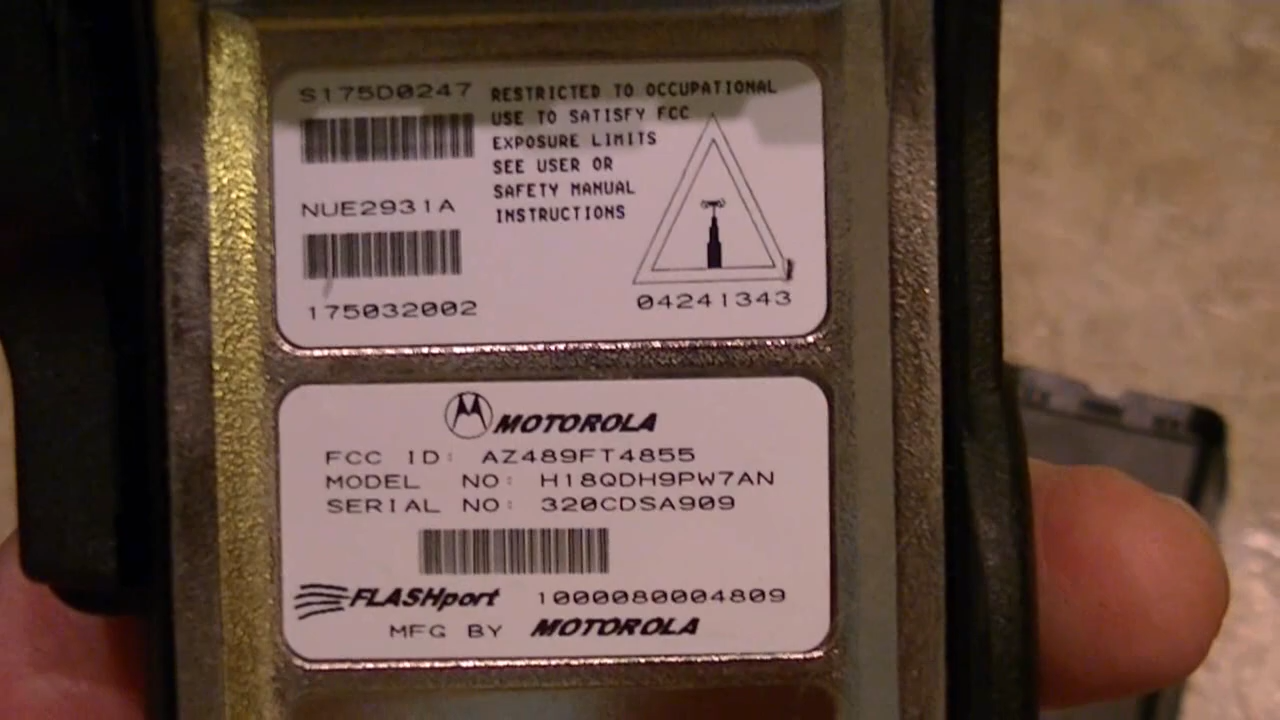 S175D0247
NUE2931A
175032002
RESTRICTED TO OCCUPATIONAL
USE TO SATISFY FCC
EXPOSURE LIMITS
SEE USER OR
SAFETY MANUAL
INSTRUCTIONS
04241343
MOTOROLA
FCC ID: AZ489FT4855
MODEL NO: H18QDH9PW7AN
SERIAL NO: 320CDSA909
FLASHport 1000080004809
MFG BY MOTOROLA